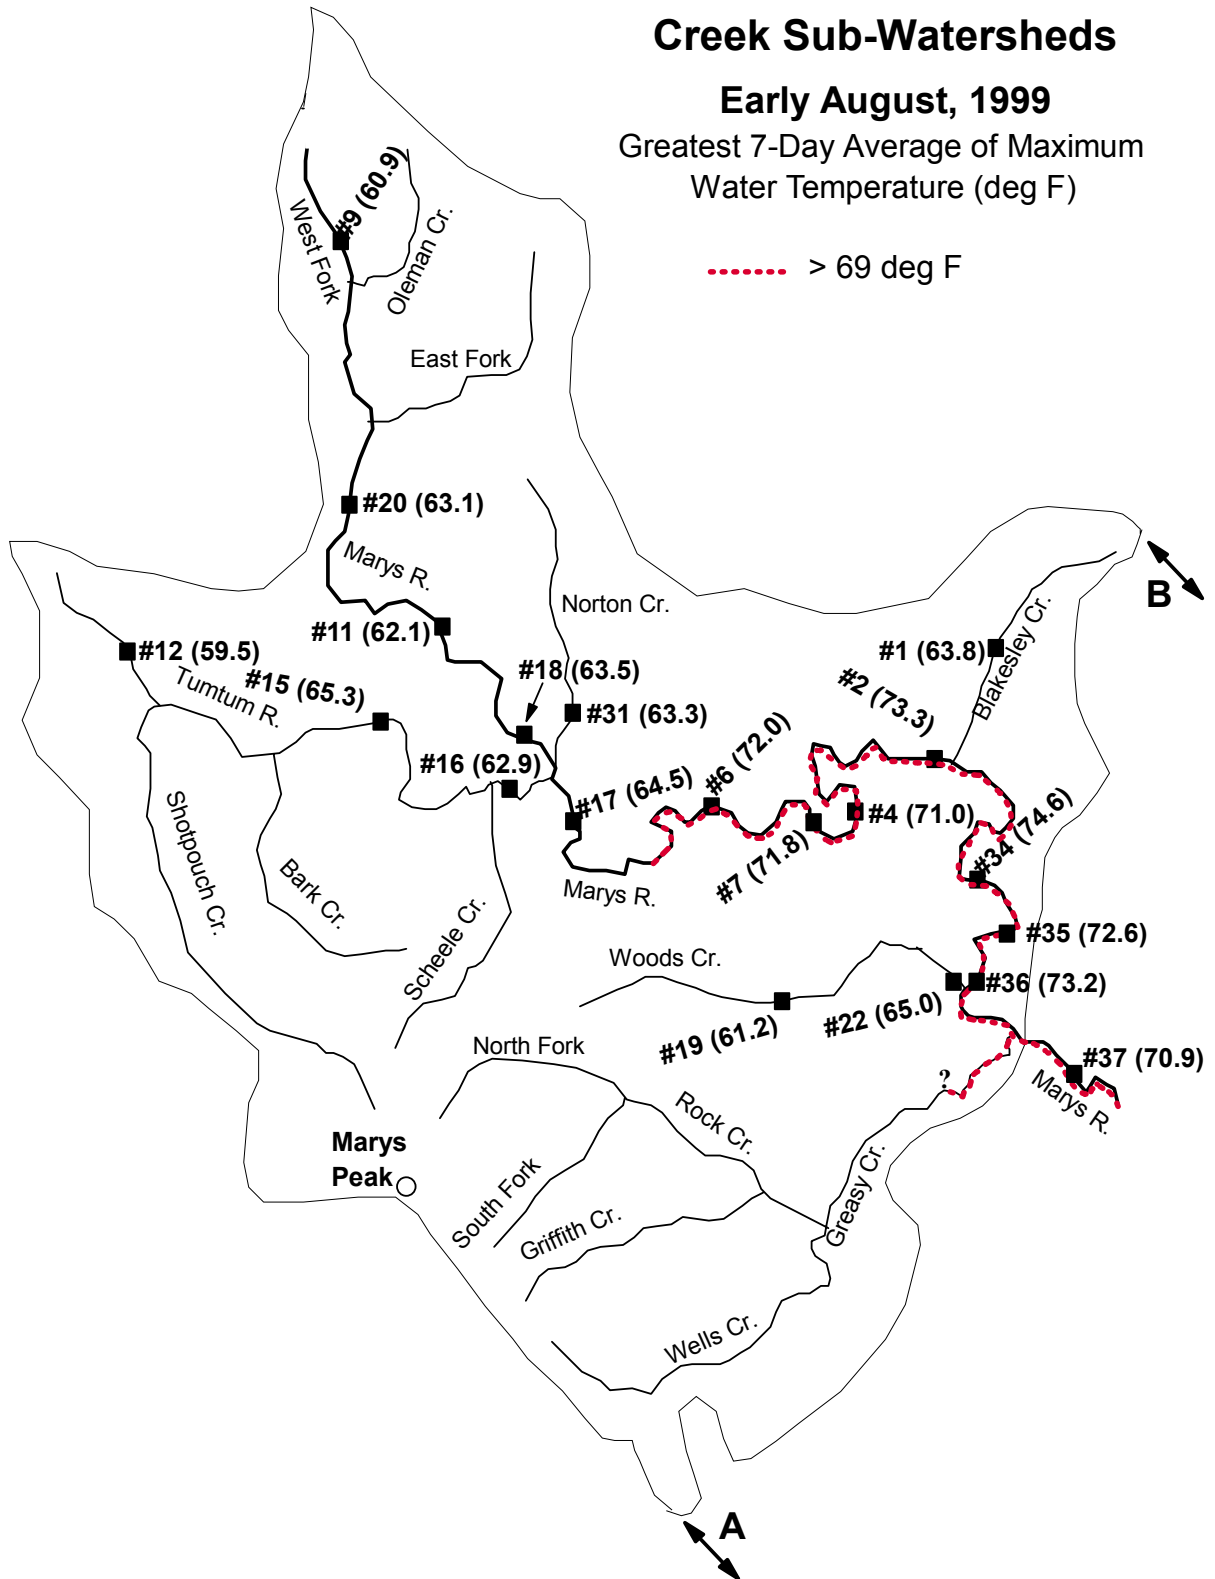 Creek Sub-Watersheds
Early August, 1999
Greatest 7-Day Average of Maximum
Water Temperature (deg F)
> 69 deg F
#9 (60.9)
West Fork
Oleman Cr.
East Fork
#20 (63.1)
Marys R.
Norton Cr.
#11 (62.1)
#12 (59.5)
Tumtum R.
#15 (65.3)
#18 (63.5)
#31 (63.3)
#16 (62.9)
#17 (64.5)
#6 (72.0)
#1 (63.8)
#2 (73.3)
Blakesley Cr.
B
#4 (71.0)
#7 (71.8)
#34 (74.6)
Marys R.
Shotpouch Cr.
Bark Cr.
Scheele Cr.
#35 (72.6)
Woods Cr.
#19 (61.2)
#22 (65.0)
#36 (73.2)
#37 (70.9)
Marys R.
?
North Fork
Rock Cr.
Marys
Peak
South Fork
Griffith Cr.
Greasy Cr.
Wells Cr.
A